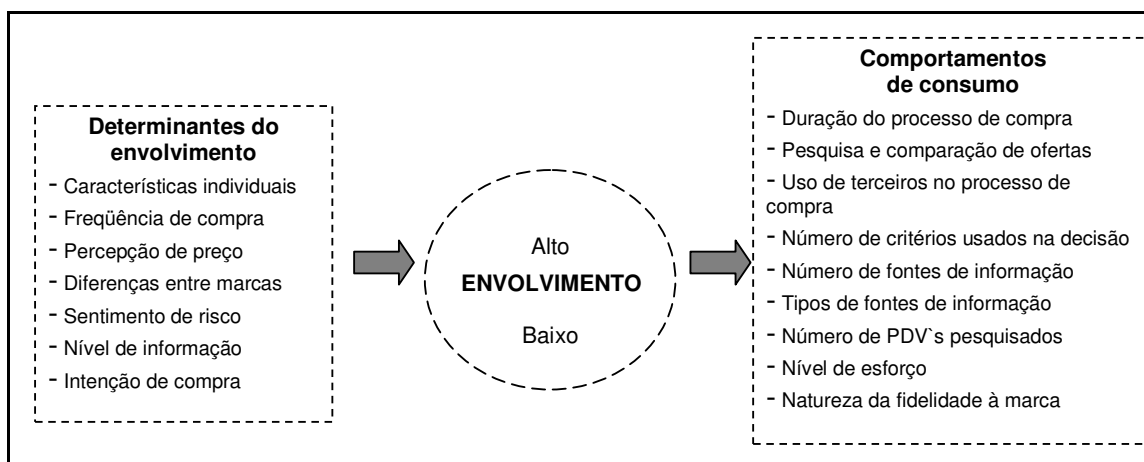 Determinantes do
envolvimento
- Características individuais
- Freqüência de compra
- Percepção de preço
- Diferenças entre marcas
- Sentimento de risco
- Nível de informação
- Intenção de compra
Alto
ENVOLVIMENTO
Baixo
Comportamentos
de consumo
- Duração do processo de compra
- Pesquisa e comparação de ofertas
- Uso de terceiros no processo de
compra
- Número de critérios usados na decisão
- Número de fontes de informação
- Tipos de fontes de informação
- Número de PDV`s pesquisados
- Nível de esforço
- Natureza da fidelidade à marca